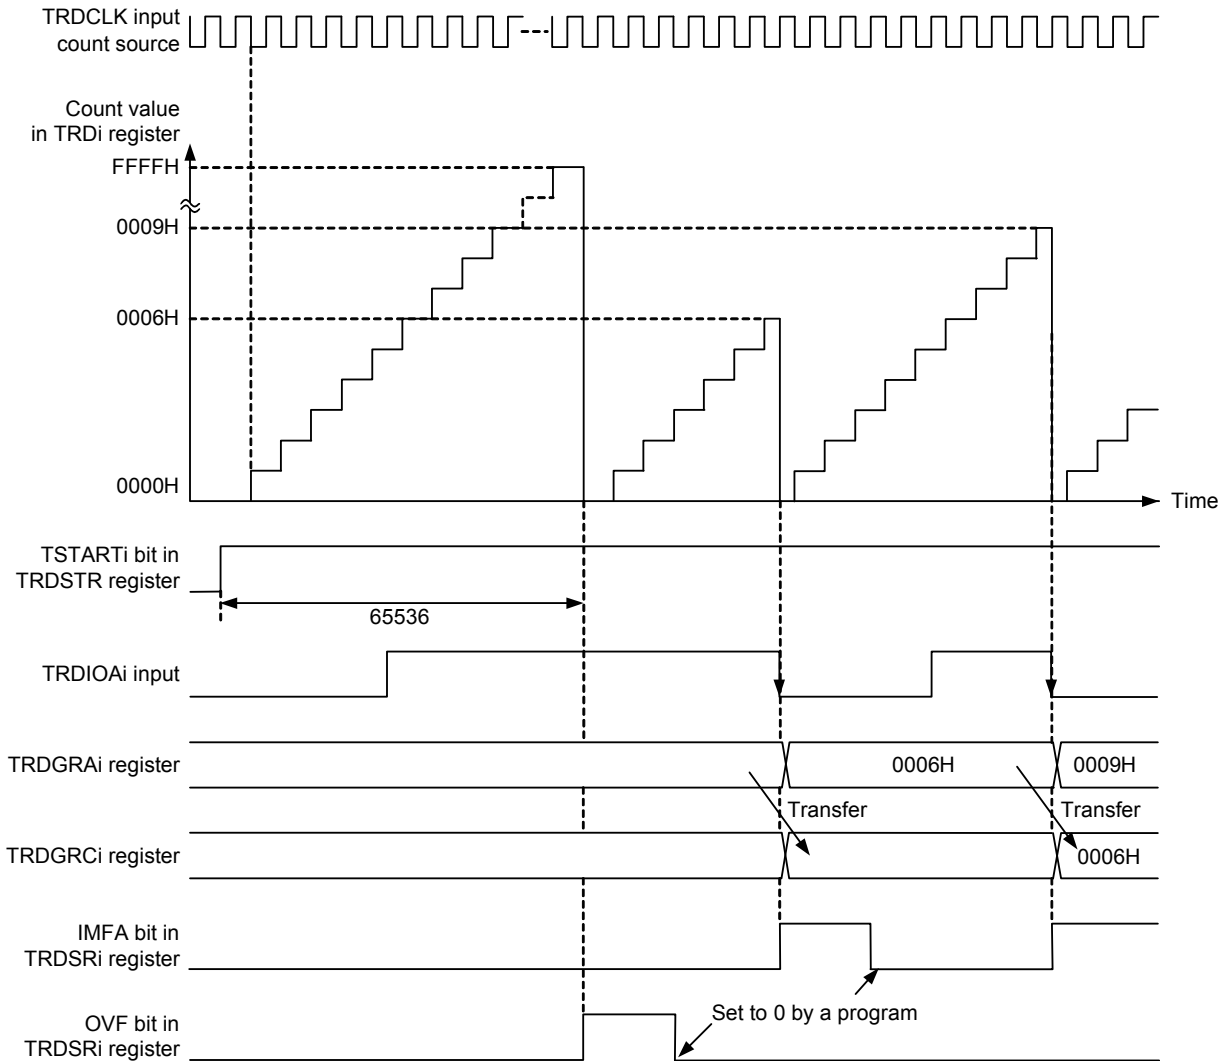 TRDCLK input
count source
Count value
in TRDi register
FFFFH
0009H
0006H
0000H
Time
TSTARTi bit in
TRDSTR register
65536
TRDIOAi input
TRDGRAi register
0006H
0009H
Transfer
Transfer
TRDGRCi register
0006H
IMFA bit in
TRDSRi register
Set to 0 by a program
OVF bit in
TRDSRi register